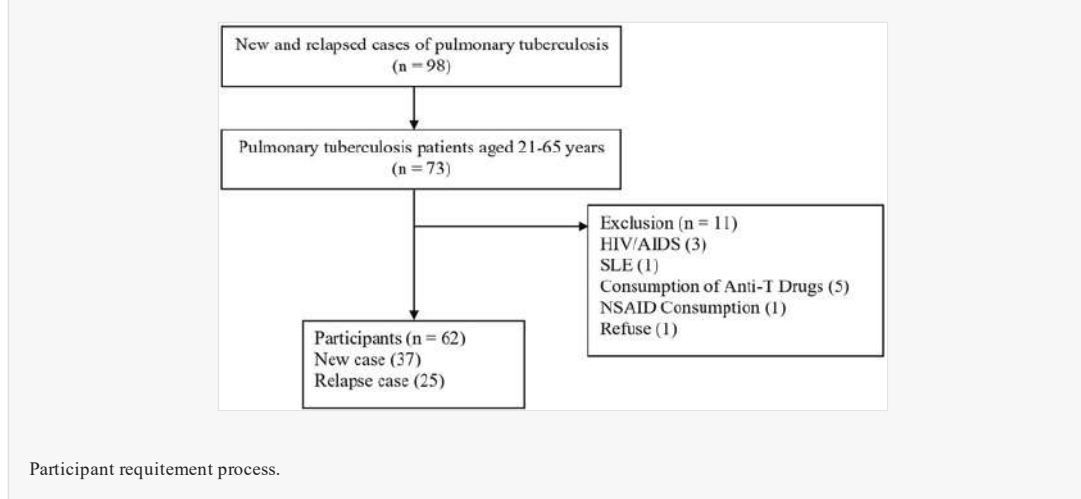 New and relapsed cases of pulmonary tuberculosis
(n = 98)
Pulmonary tuberculosis patients aged 21-65 years
(n = 73)
Exclusion (n = 11)
HIV/AIDS (3)
SLE (1)
Consumption of Anti-T Drugs (5)
NSAID Consumption (1)
Refuse (1)
Participants (n = 62)
New case (37)
Relapse case (25)
Participant requitement process.